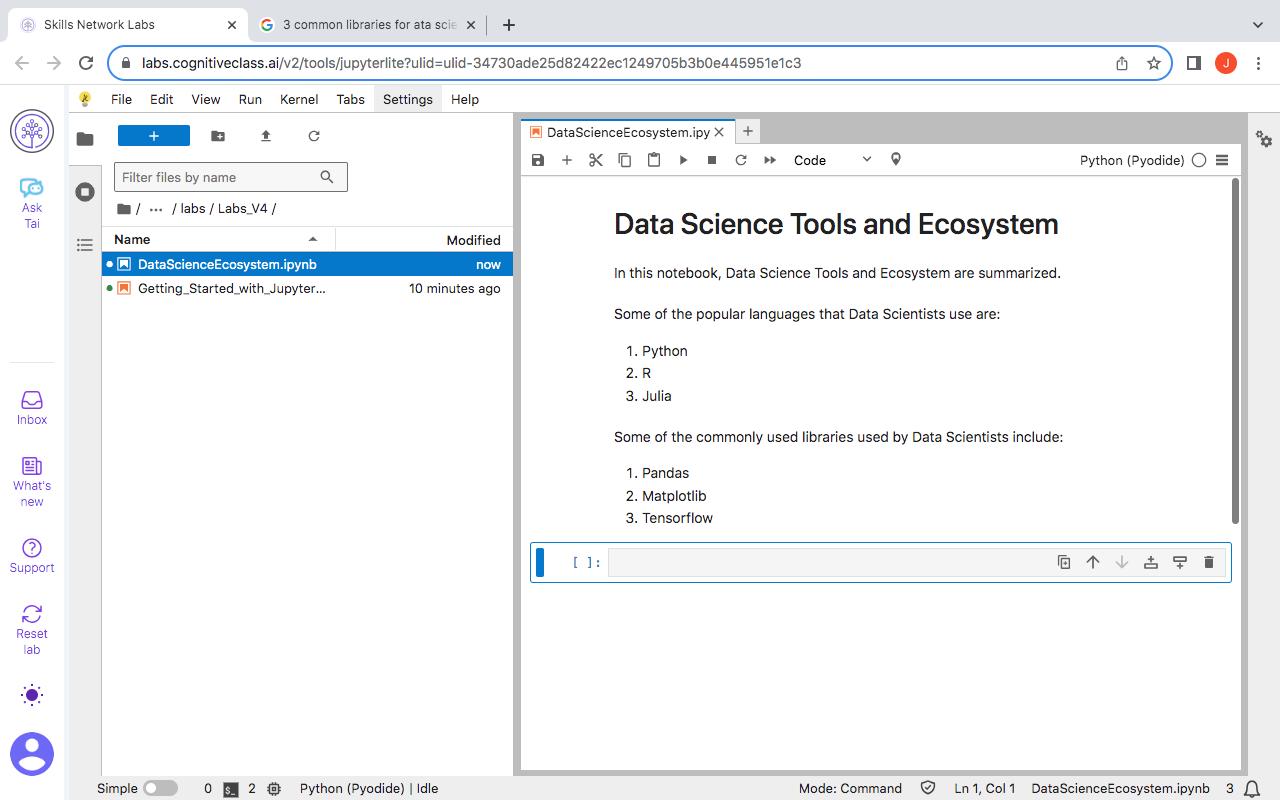 Skills Network Labs
3 common libraries for ata scie
labs.cognitiveclass.ai/v2/tools/jupyterlite?ulid=ulid-34730ade25d82422ec1249705b3b0e445951e1c3
J
File Edit View Run Kernel Tabs Settings Help
Ask
Tai
Inbox
What's
new
Support
Reset
lab
Filter files by name
/ ··· / labs / Labs_V4 /
Name Modified
DataScienceEcosystem.ipynb now
Getting_Started_with_Jupyter... 10 minutes ago
DataScienceEcosystem.ipy
Code
Python (Pyodide)
Data Science Tools and Ecosystem
In this notebook, Data Science Tools and Ecosystem are summarized.
Some of the popular languages that Data Scientists use are:
1. Python
2. R
3. Julia
Some of the commonly used libraries used by Data Scientists include:
1. Pandas
2. Matplotlib
3. Tensorflow
[ ]:
Simple 0 $_ 2 Python (Pyodide) | Idle Mode: Command Ln 1, Col 1 DataScienceEcosystem.ipynb 3